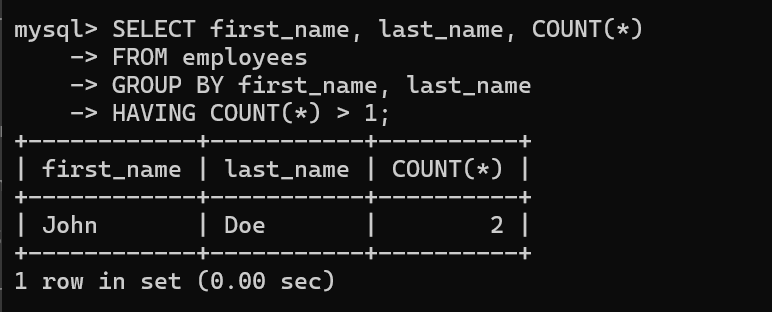 mysql> SELECT first_name, last_name, COUNT(*)
    -> FROM employees
    -> GROUP BY first_name, last_name
    -> HAVING COUNT(*) > 1;
+------------+-----------+----------+
| first_name | last_name | COUNT(*) |
+------------+-----------+----------+
| John       | Doe       |        2 |
+------------+-----------+----------+
1 row in set (0.00 sec)